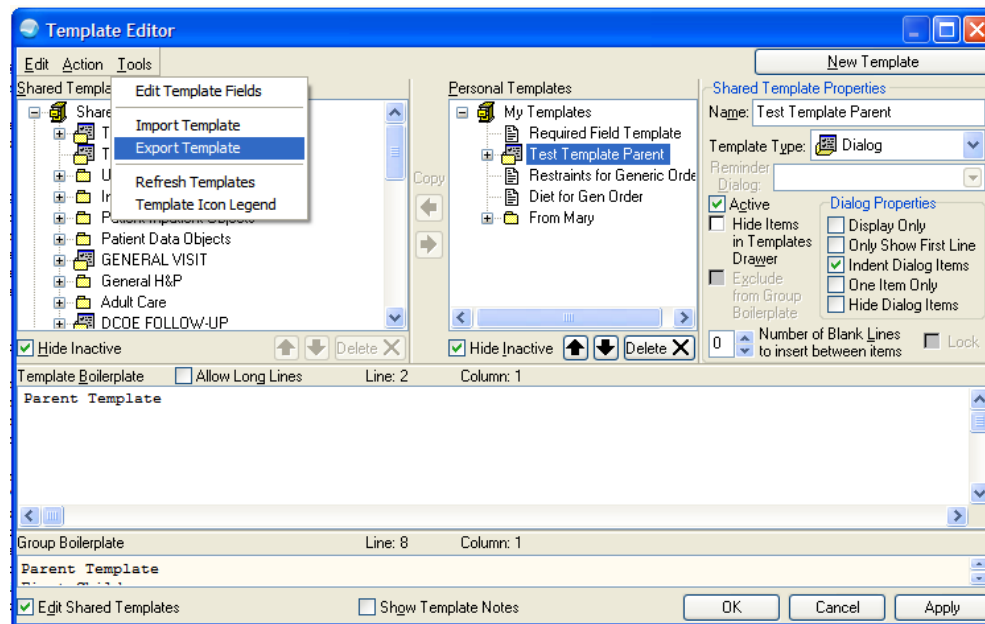 Template Editor
Edit Action Tools
New Template
Shared Templa
Edit Template Fields
Import Template
Export Template
Refresh Templates
Template Icon Legend
Share
T
T
U
Ir
Patient Inpatient Objects
Patient Data Objects
GENERAL VISIT
General H&P
Adult Care
DCOE FOLLOW-UP
Hide Inactive
Delete
Copy
Personal Templates
My Templates
Required Field Template
Test Template Parent
Restraints for Generic Orde
Diet for Gen Order
From Mary
Hide Inactive
Delete
Shared Template Properties
Name: Test Template Parent
Template Type: Dialog
Reminder
Dialog:
Active
Hide Items
in Templates
Drawer
Exclude
from Group
Boilerplate
Dialog Properties
Display Only
Only Show First Line
Indent Dialog Items
One Item Only
Hide Dialog Items
0 Number of Blank Lines
to insert between items
Lock
Template Boilerplate Allow Long Lines Line: 2 Column: 1
Parent Template
Group Boilerplate Line: 8 Column: 1
Parent Template
Edit Shared Templates Show Template Notes OK Cancel Apply